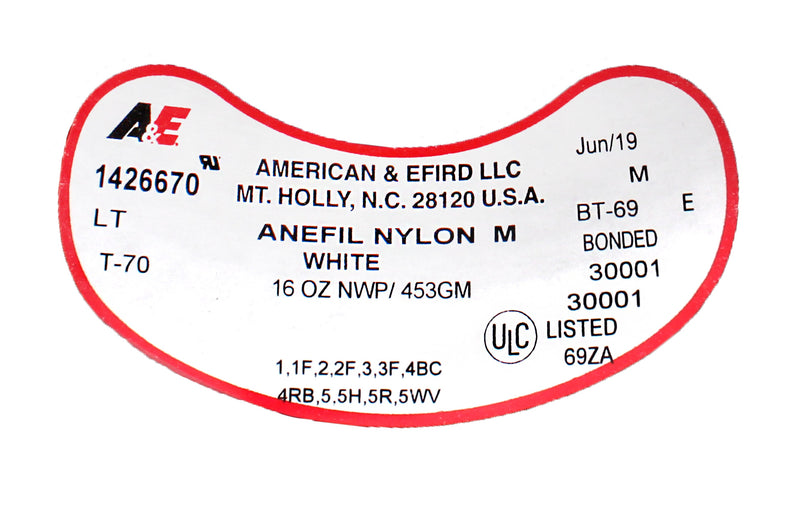 A&E
1426670 RU
LT
T-70
AMERICAN & EFIRD LLC
MT. HOLLY, N.C. 28120 U.S.A.
ANEFIL NYLON M
WHITE
16 OZ NWP/ 453GM
1,1F,2,2F,3,3F,4BC
4RB,5.5H,5R,5WV
Jun/19
M
BT-69 E
BONDED
30001
30001
ULC LISTED
69ZA